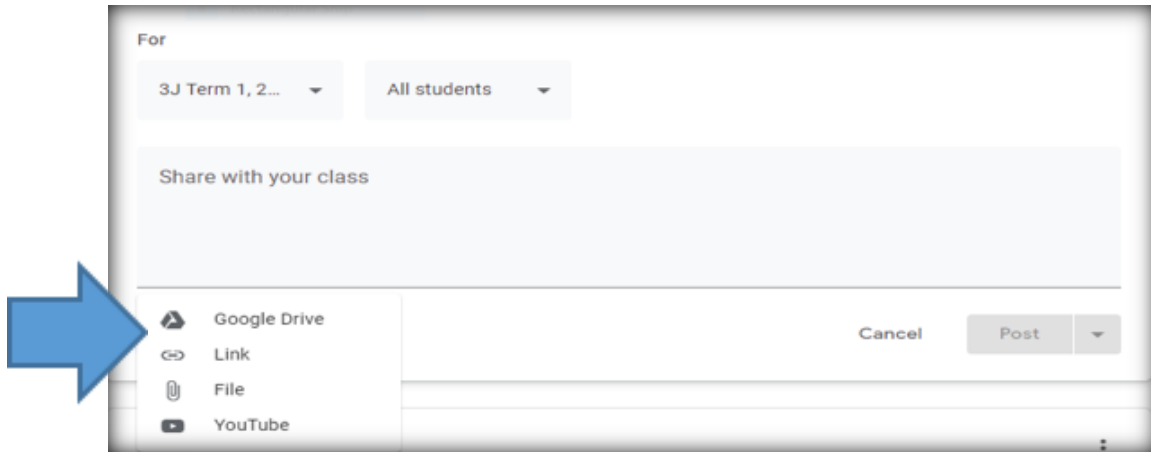 For
3J Term 1, 2... All students
Share with your class
Google Drive
Link
Cancel Post
File
YouTube